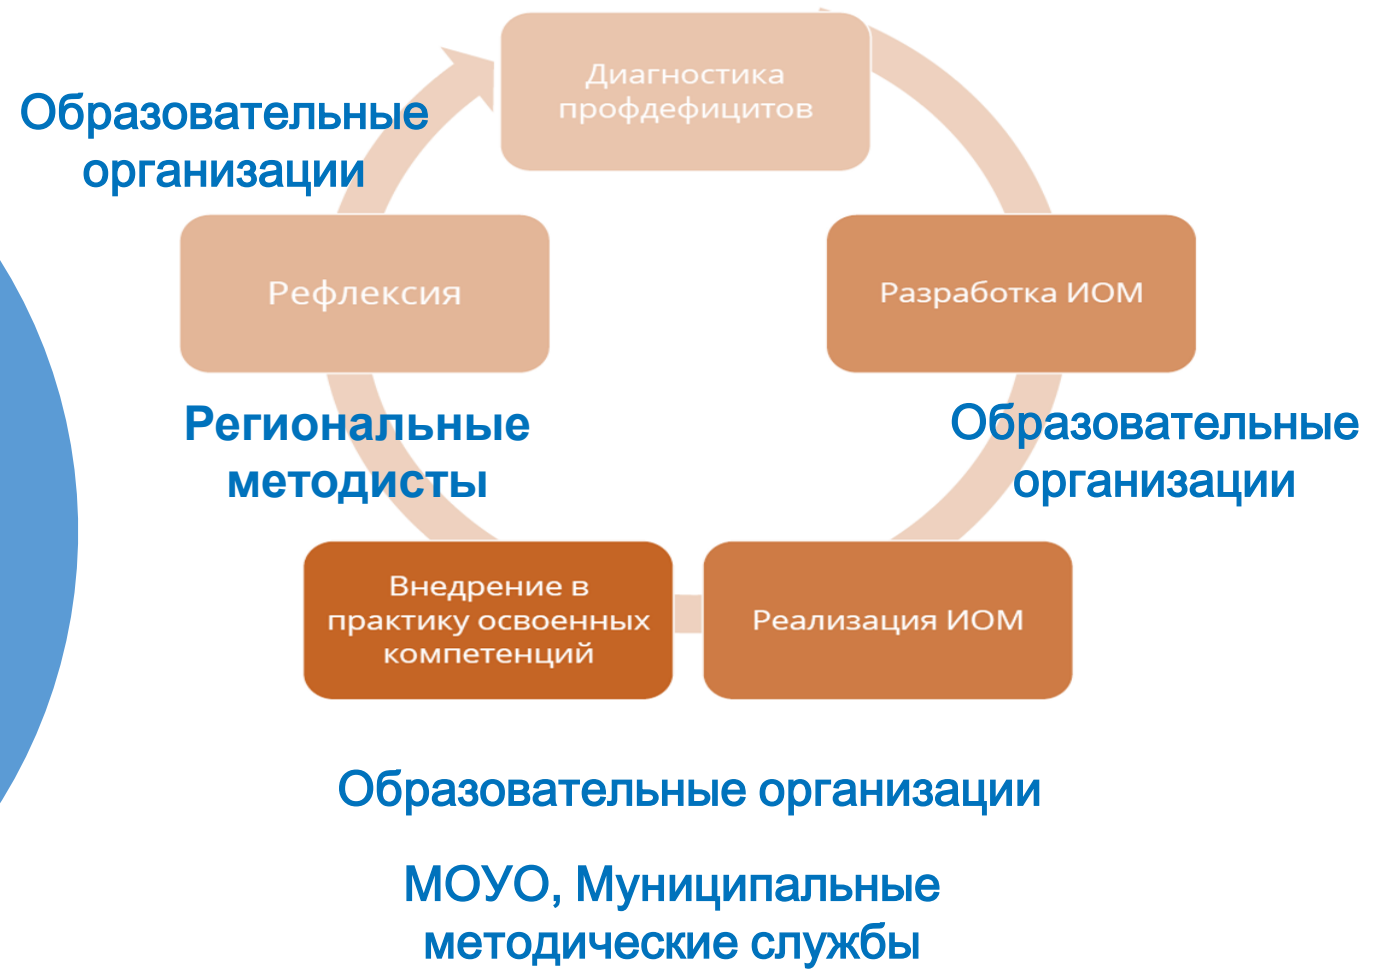 Диагностика
профдефицитов
Образовательные
организации
Рефлексия
Разработка ИОМ
Региональные
методисты
Образовательные
организации
Внедрение в
практику освоенных
компетенций
Реализация ИОМ
Образовательные организации
МОУО, Муниципальные
методические службы